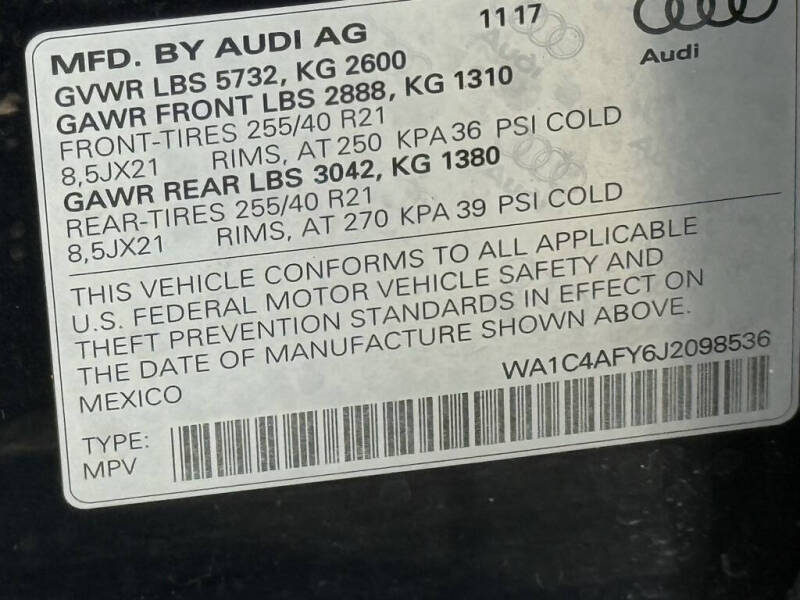 MFD. BY AUDI AG 11 17
Audi
GVWR LBS 5732, KG 2600
GAWR FRONT LBS 2888, KG 1310
FRONT-TIRES 255/40 R21
8,5JX21 RIMS, AT 250 KPA 36 PSI COLD
GAWR REAR LBS 3042, KG 1380
REAR-TIRES 255/40 R21
8,5JX21 RIMS, AT 270 KPA 39 PSI COLD
THIS VEHICLE CONFORMS TO ALL APPLICABLE
U.S. FEDERAL MOTOR VEHICLE SAFETY AND
THEFT PREVENTION STANDARDS IN EFFECT ON
THE DATE OF MANUFACTURE SHOWN ABOVE.
MEXICO WA1C4AFY6J2098536
TYPE:
MPV